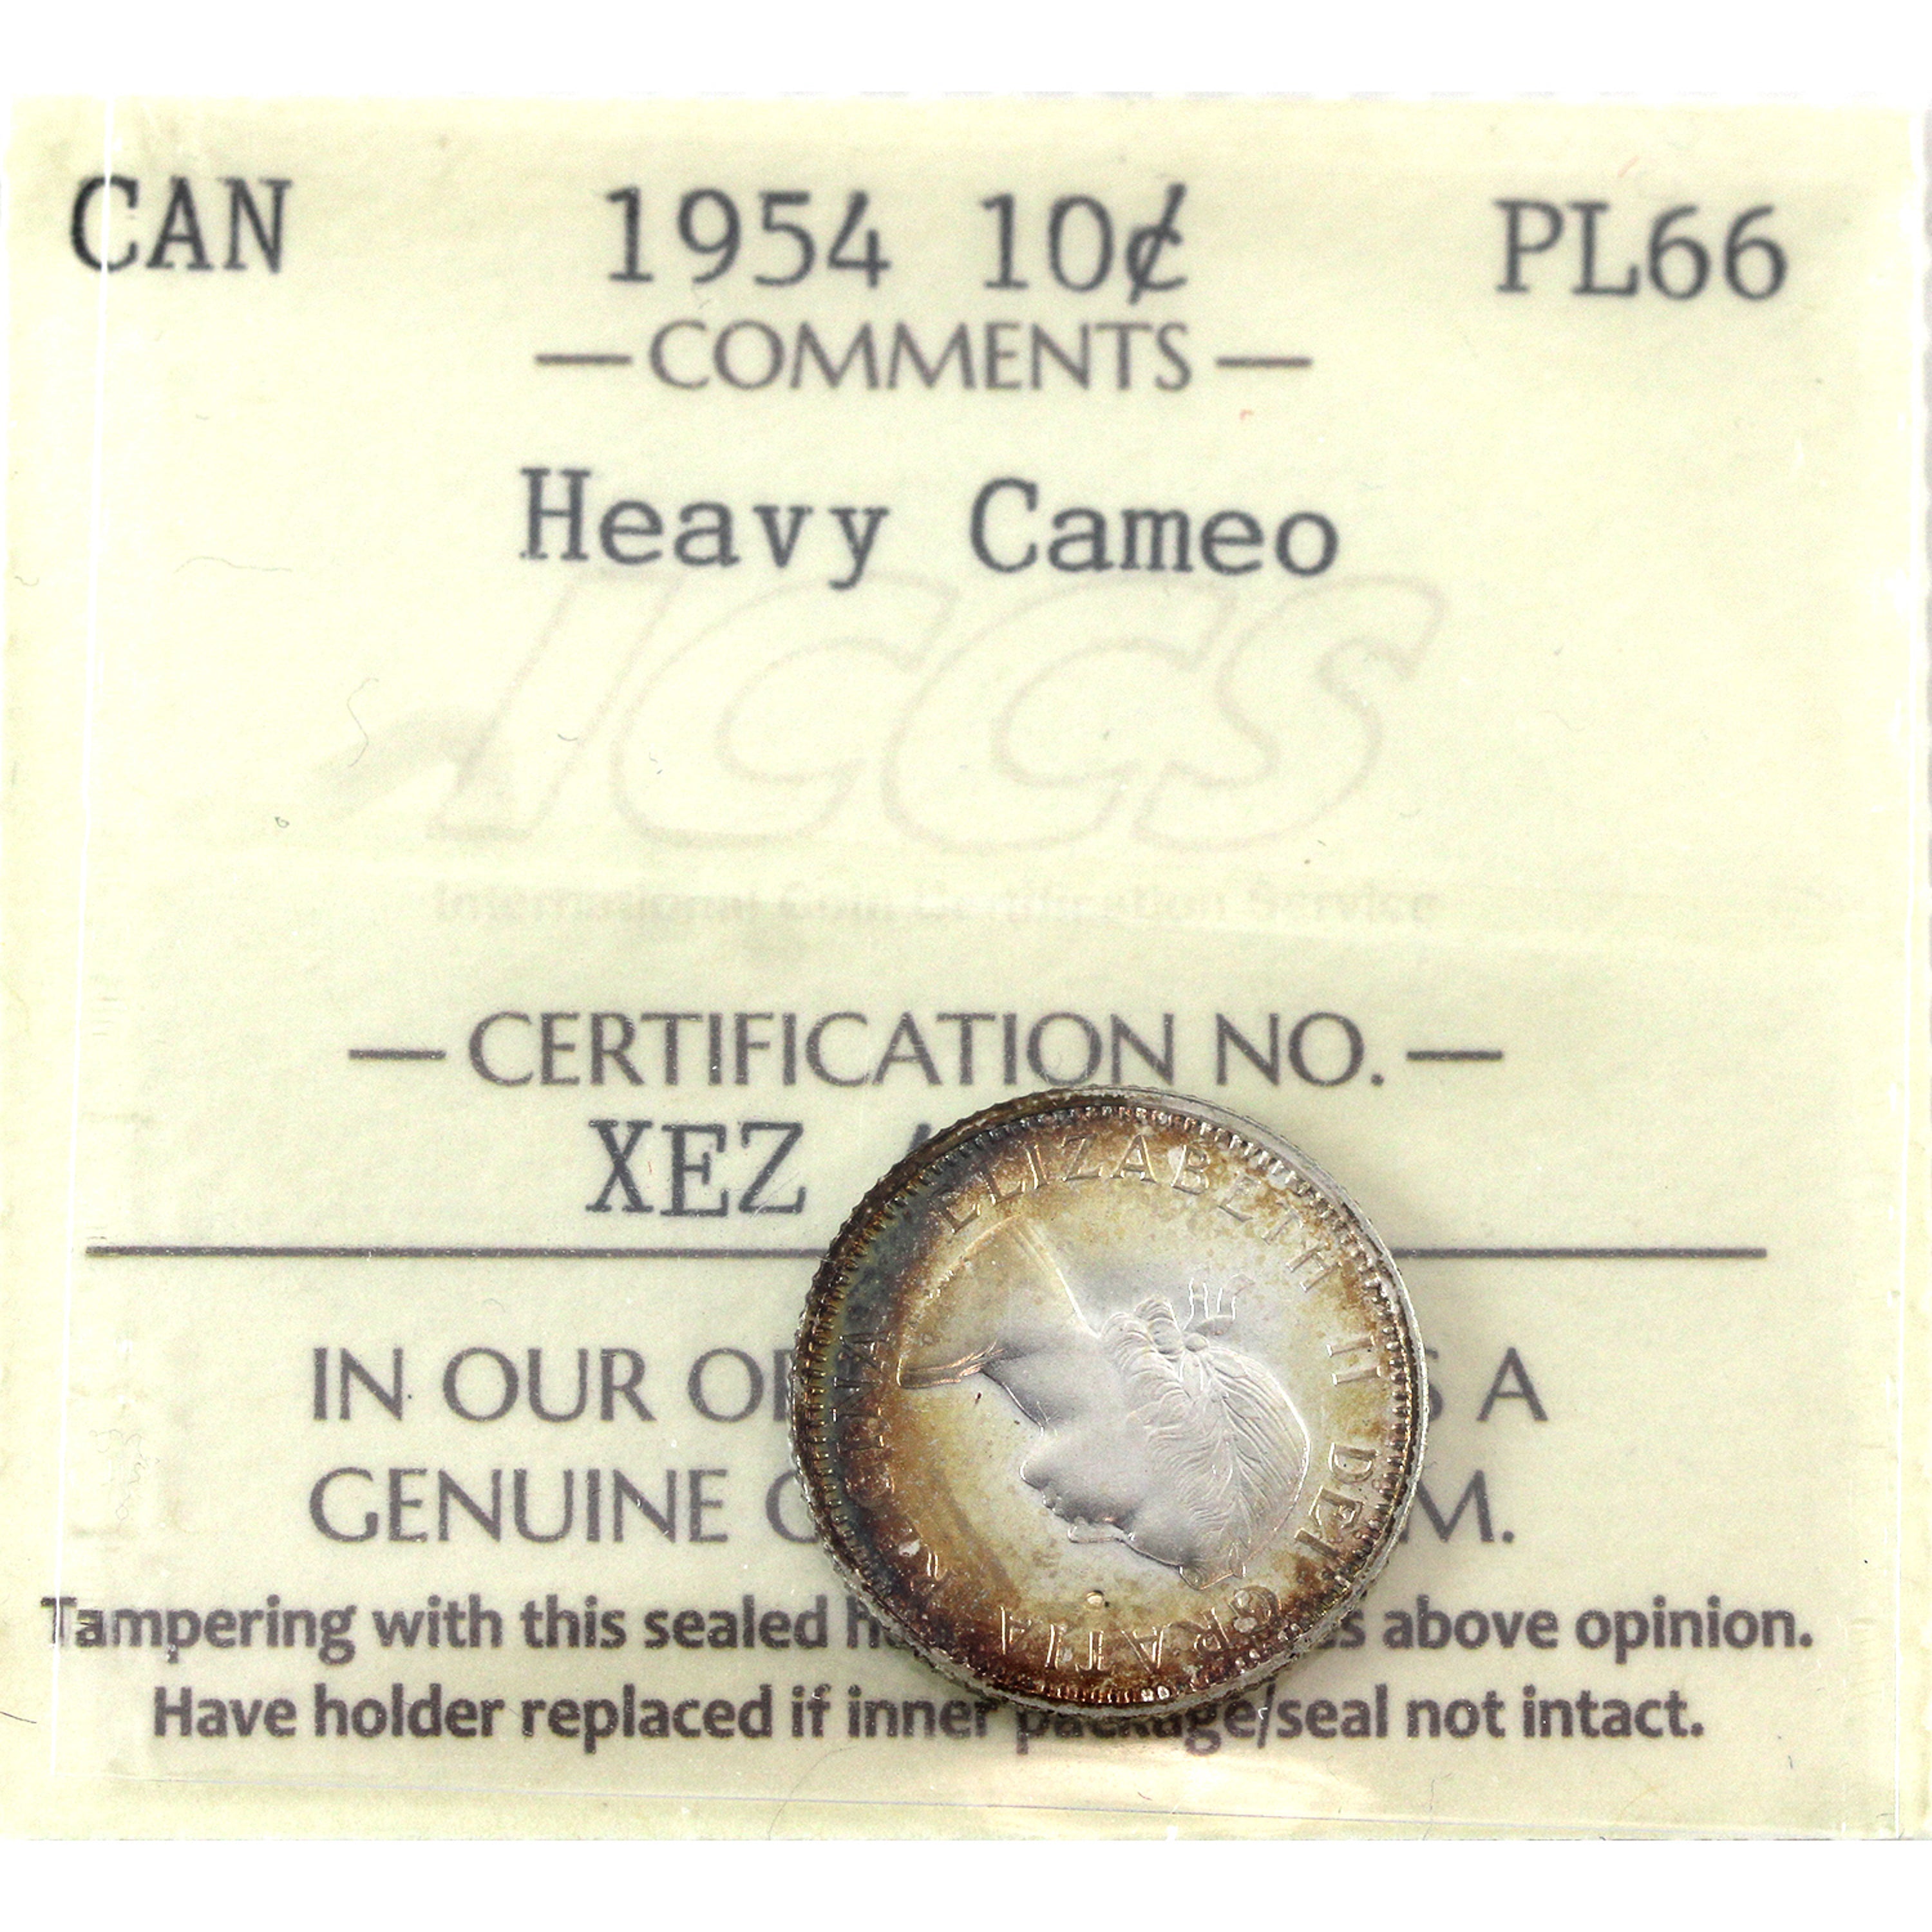 CAN 1954 10¢ PL66
— COMMENTS —
Heavy Cameo
ICCS
International Coin Certification Service
— CERTIFICATION NO. —
XEZ
IN OUR A
GENUINE
Tampering with this sealed above opinion.
Have holder replaced if inner package/seal not intact.
ELIZABETH II DEI GRATIA REGINA